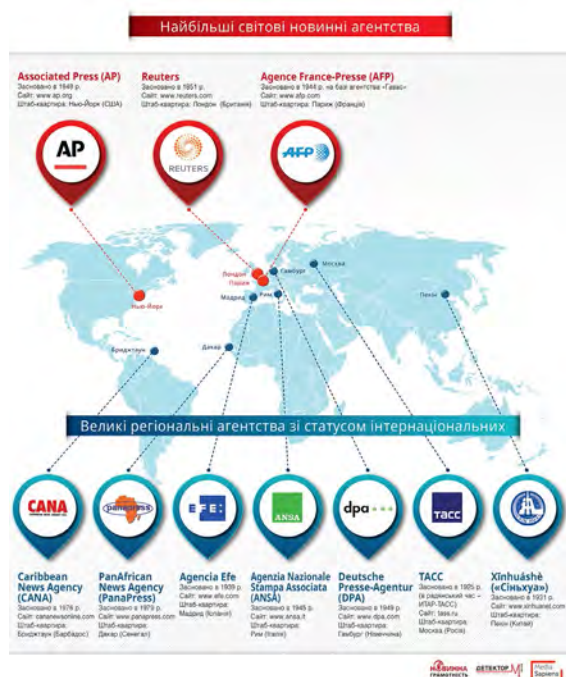 Найбільші світові новинні агентства
Associated Press (AP)
Засновано в 1848 р.
Сайт: www.ap.org
Штаб-квартира: Нью-Йорк (США)
Reuters
Засновано в 1851 р.
Сайт: www.reuters.com
Штаб-квартира: Лондон (Британія)
Agence France-Presse (AFP)
Засновано в 1944 р. на базі агентства «Гавас»
Сайт: www.afp.com
Штаб-квартира: Париж (Франція)
AP
REUTERS
AFP
Москва
Лондон
Гамбург
Париж
Нью-Йорк
Мадрид
Рим
Пекін
Бриджтаун
Дакар
Великі регіональні агентства зі статусом інтернаціональних
CANA
panapress
EFE:
ANSA
dpa
ТАСС
Caribbean
News Agency
(CANA)
Засновано в 1976 р.
Сайт: cananewsonline.com
Штаб-квартира:
Бриджтаун (Барбадос)
PanAfrican
News Agency
(PanaPress)
Засновано в 1979 р.
Сайт: www.panapress.com
Штаб-квартира:
Дакар (Сенегал)
Agencia Efe
Засновано в 1939 р.
Сайт: www.efe.com
Штаб-квартира:
Мадрид (Іспанія)
Agenzia Nazionale
Stampa Associata
(ANSA)
Засновано в 1945 р.
Сайт: www.ansa.it
Штаб-квартира:
Рим (Італія)
Deutsche
Presse-Agentur
(DPA)
Засновано в 1949 р.
Сайт: www.dpa.com
Штаб-квартира:
Гамбург (Німеччина)
ТАСС
Засновано в 1925 р.
(в радянський час –
ИТАР-ТАСС)
Сайт: tass.ru
Штаб-квартира:
Москва (Росія)
Xīnhuáshè
(«Сіньхуа»)
Засновано в 1931 р.
Сайт: www.xinhuanet.com
Штаб-квартира:
Пекін (Китай)
НОВИННА
ГРАМОТНІСТЬ
ДЕТЕКТОР
Media
Sapiens